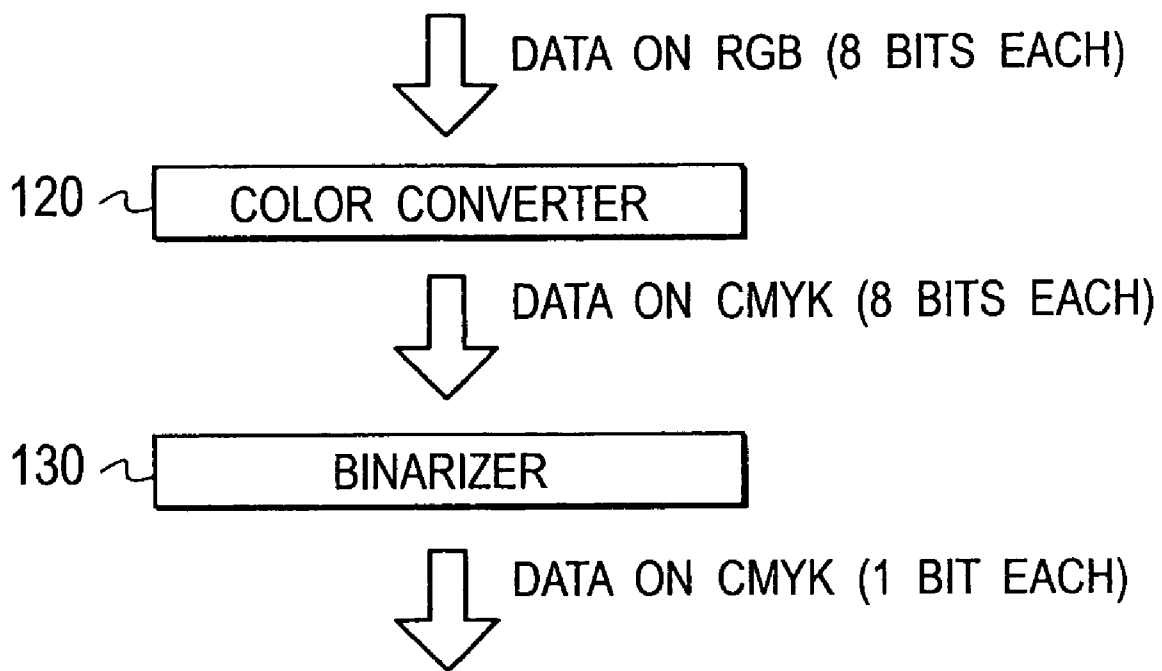 DATA ON RGB (8 BITS EACH)
120 COLOR CONVERTER
DATA ON CMYK (8 BITS EACH)
130 BINARIZER
DATA ON CMYK (1 BIT EACH)